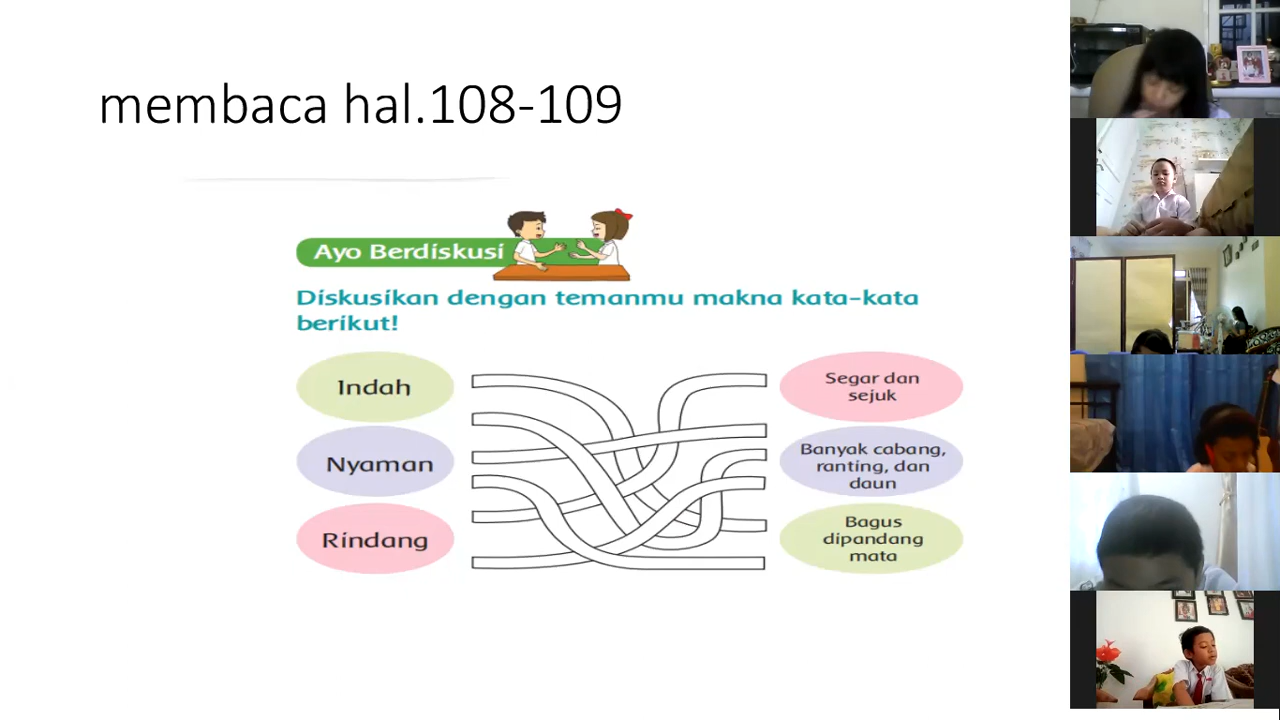 membaca hal.108-109
Ayo Berdiskusi
Diskusikan dengan temanmu makna kata-kata
berikut!
Indah
Nyaman
Rindang
Segar dan
sejuk
Banyak cabang,
ranting, dan
daun
Bagus
dipandang
mata